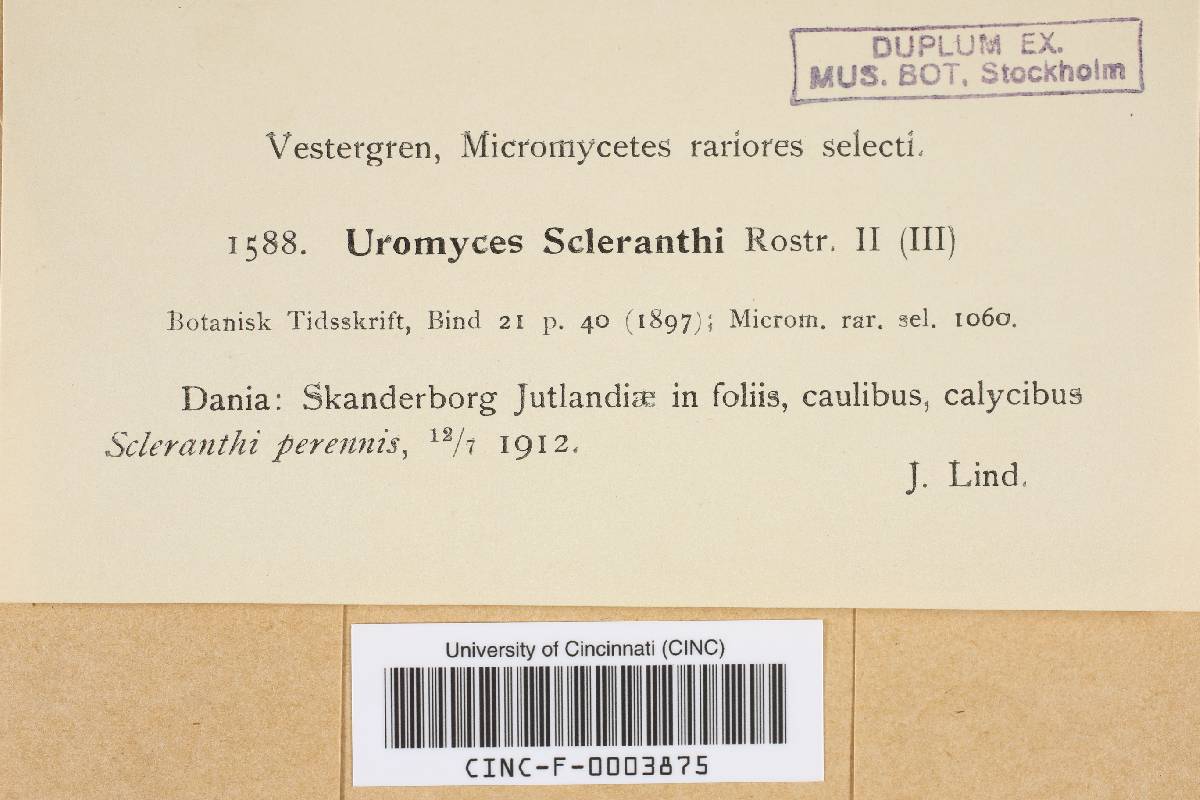 DUPLUM EX.
MUS. BOT. Stockholm
Vestergren, Micromycetes rariores selecti.
1588. Uromyces Scleranthi Rostr. II (III)
Botanisk Tidsskrift, Bind 21 p. 40 (1897); Microm. rar. sel. 1060.
Dania: Skanderborg Jutlandiæ in foliis, caulibus, calycibus
Scleranthi perennis, 12/7 1912.
J. Lind.
University of Cincinnati (CINC)
CINC-F-0003875